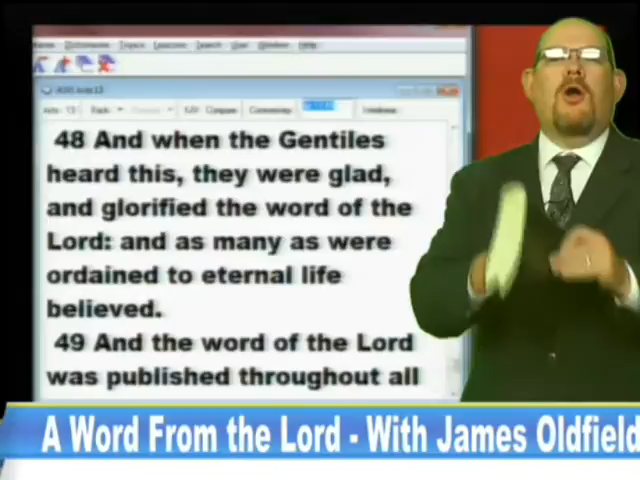 48 And when the Gentiles
heard this, they were glad,
and glorified the word of the
Lord: and as many as were
ordained to eternal life
believed.
49 And the word of the Lord
was published throughout all
A Word From the Lord - With James Oldfield